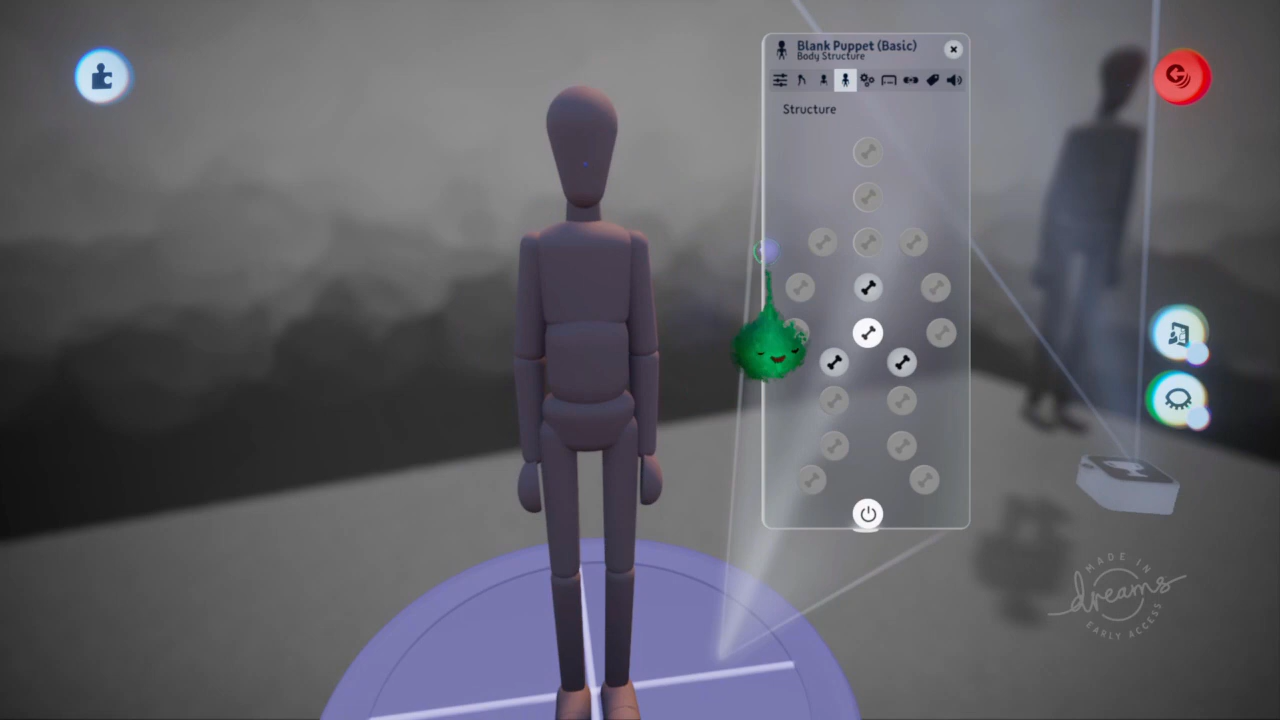 Blank Puppet (Basic)
Body Structure
Structure
MADE IN
dreams
EARLY ACCESS